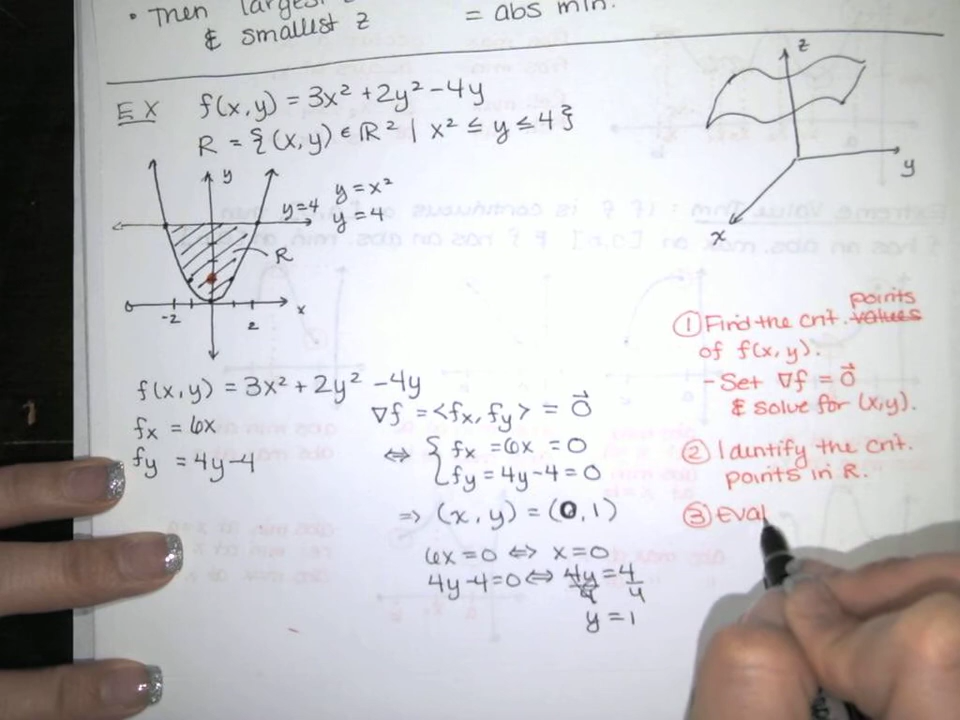 • Then largest z
& smallest z = abs min.
EX f(x,y) = 3x² + 2y² - 4y
R = {(x,y) ∈ ℝ² | x² ≤ y ≤ 4}
z
y
x
y
y=4
y = x²
y = 4
R
-2
2
x
f(x,y) = 3x² + 2y² - 4y
fx = 6x
fy = 4y-4
∇f = <fx, fy> = 0⃗
⇔ { fx = 6x = 0
fy = 4y-4 = 0
⇒ (x,y) = (0,1)
6x=0 ⇔ x=0
4y-4=0 ⇔ 4y/4 = 4/4
y = 1
① Find the crit. values points
of f(x,y).
- Set ∇f = 0⃗
& solve for (x,y).
② Identify the crit.
points in R.
③ Eval